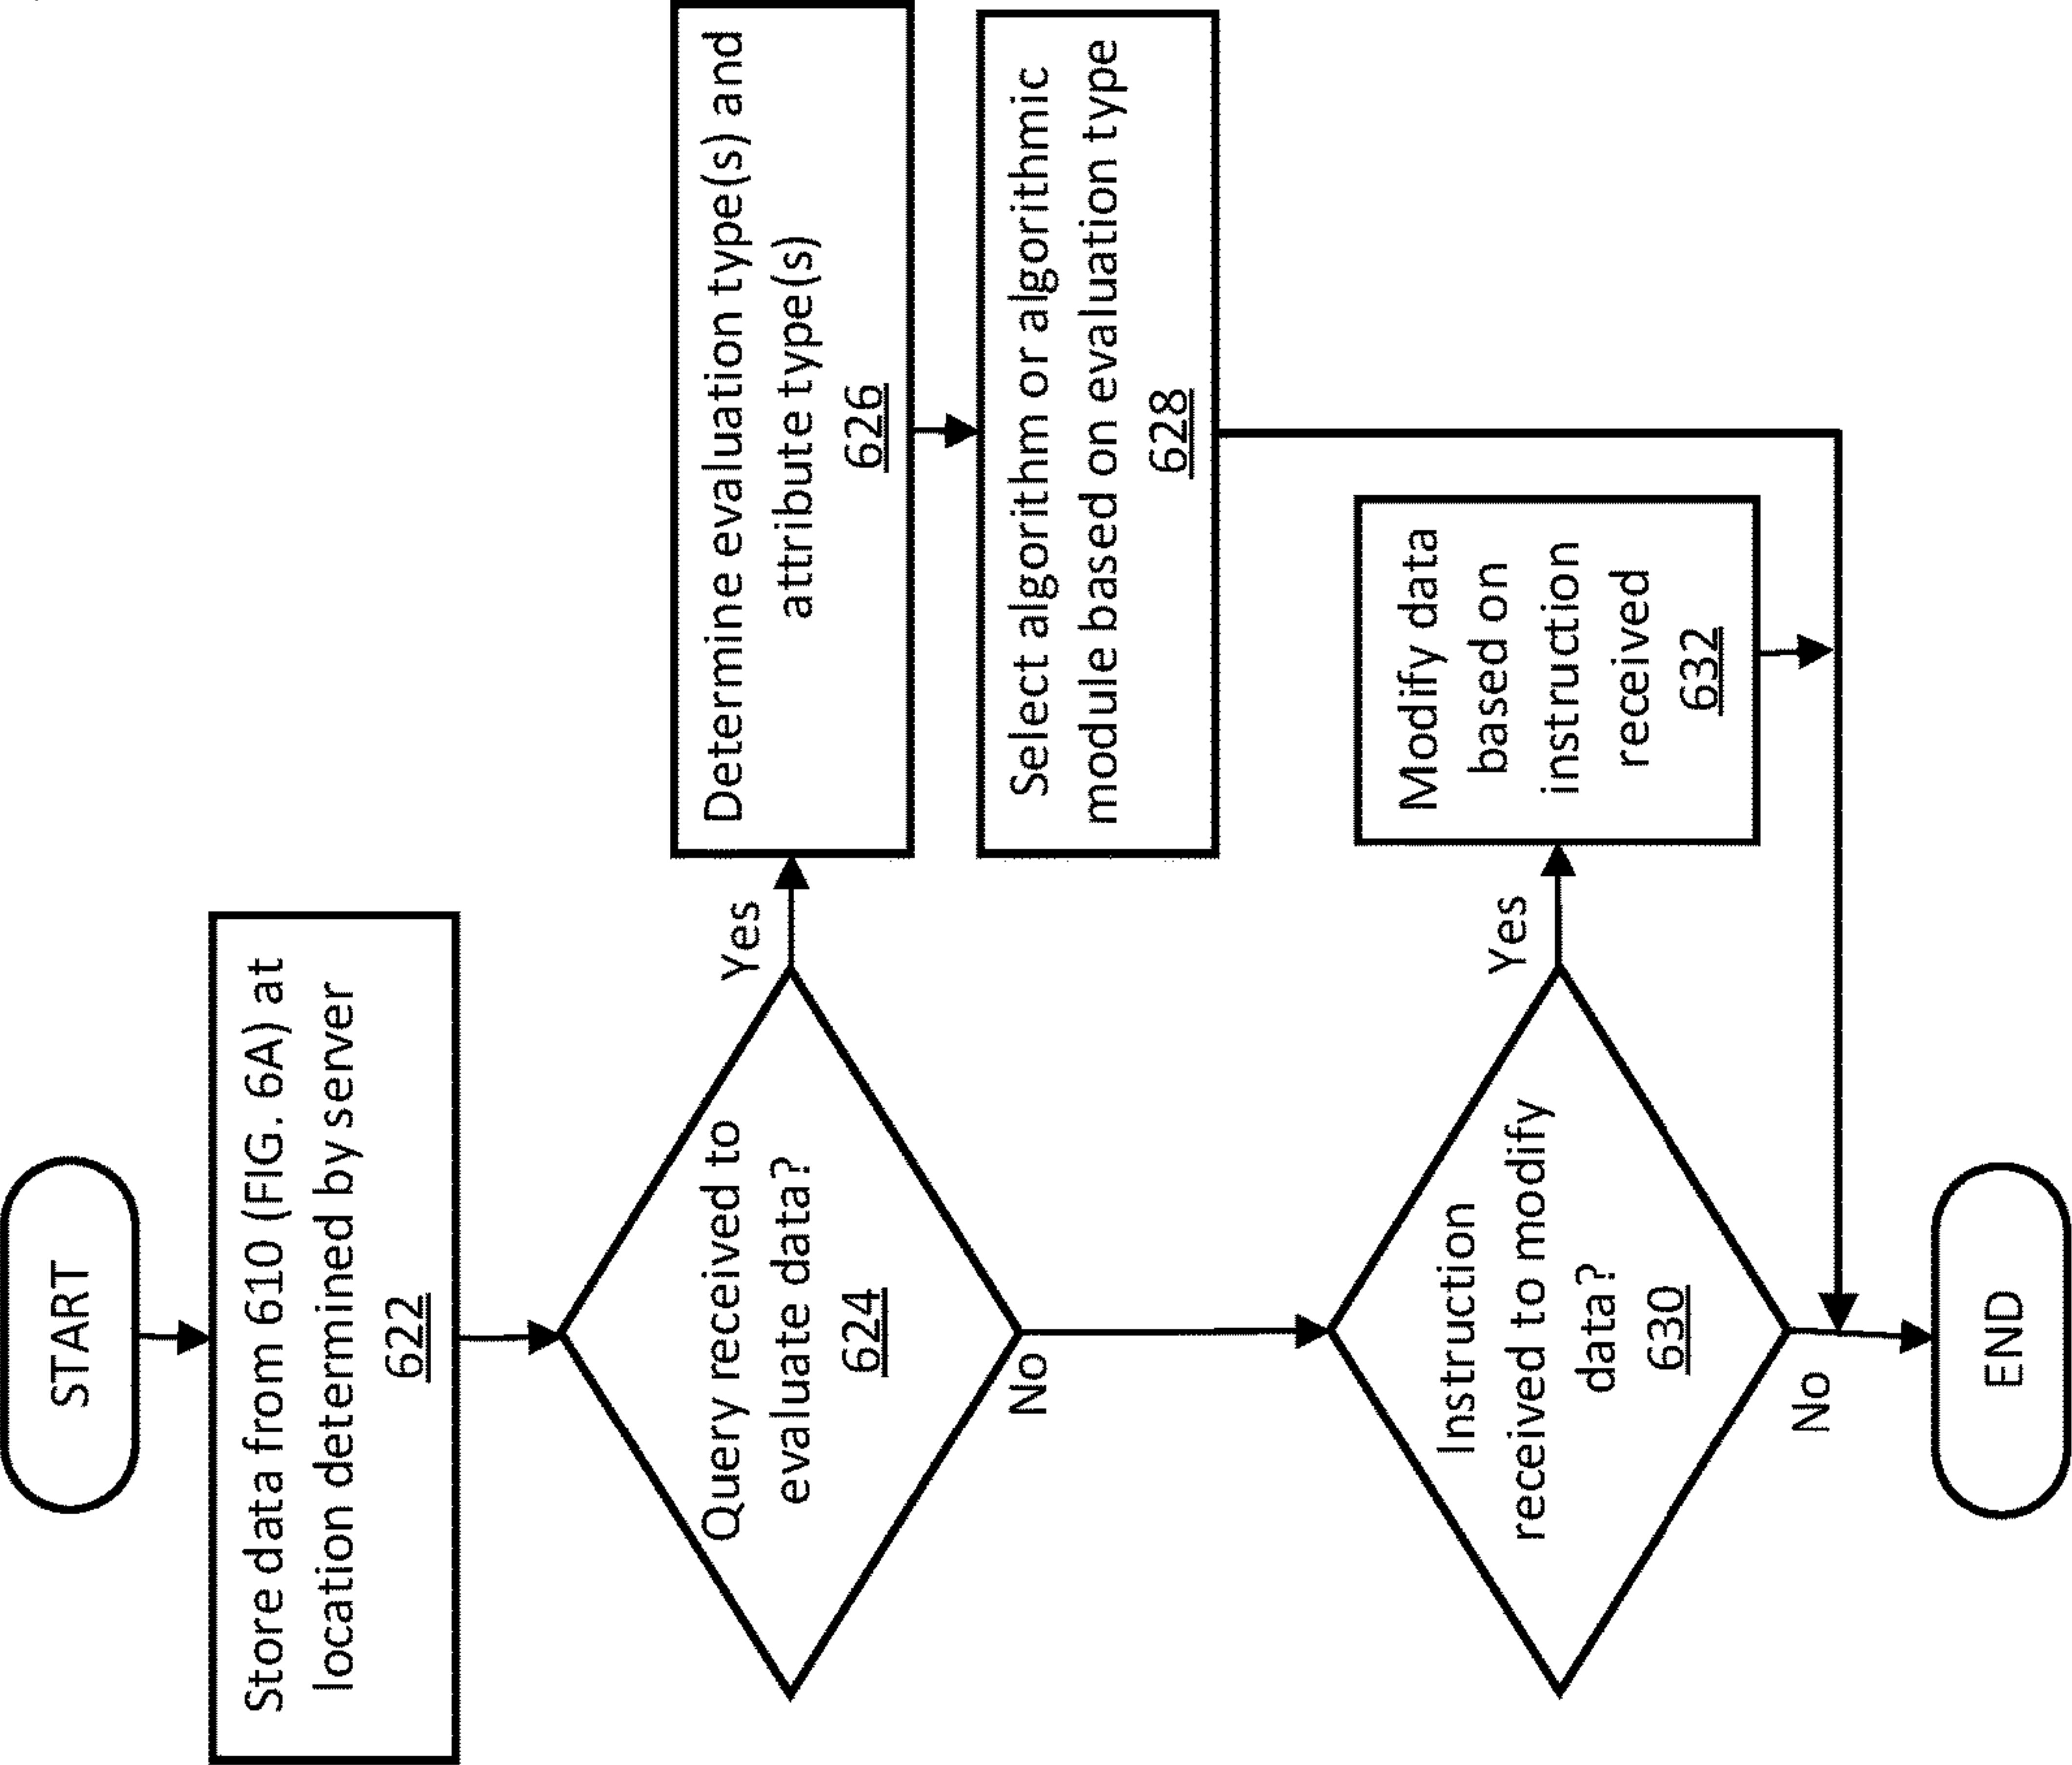 START
Store data from 610 (FIG. 6A) at
location determined by server
622
Query received to
evaluate data?
624
Yes
No
Determine evaluation type(s) and
attribute type(s)
626
Select algorithm or algorithmic
module based on evaluation type
628
Instruction
received to modify
data?
630
Yes
No
Modify data
based on
instruction
received
632
END